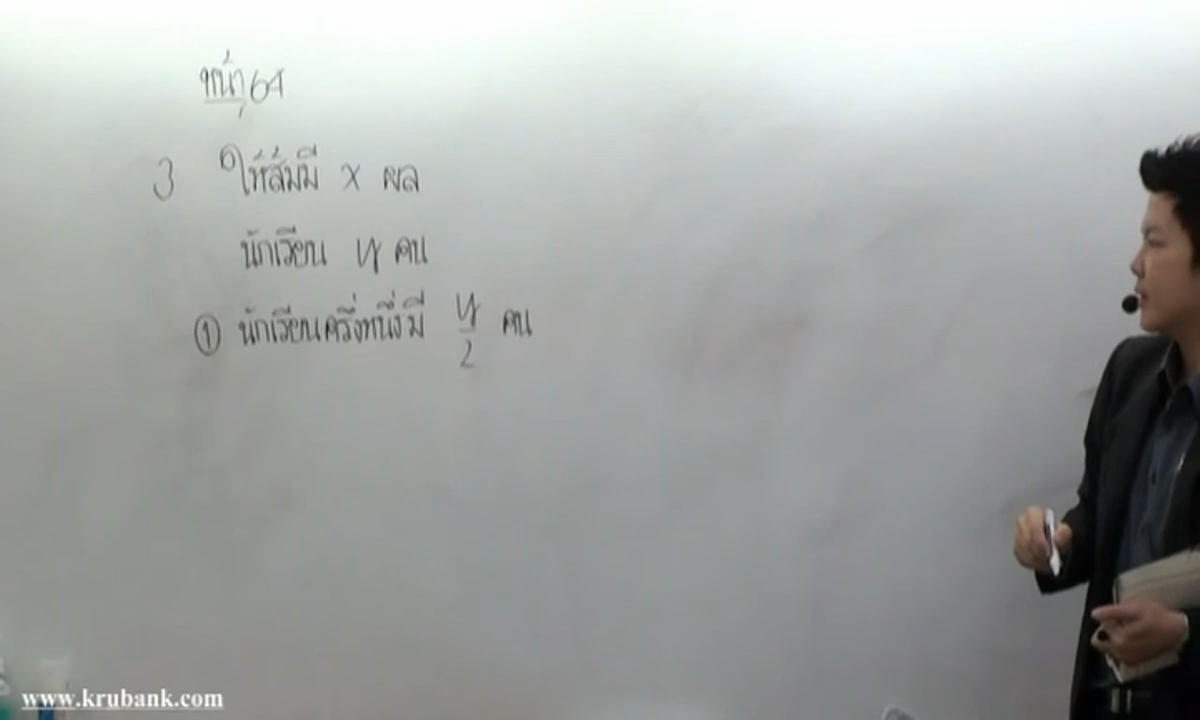 หน้า 64
3 ให้ส้มมี x ผล
นักเรียน y คน
① นักเรียนครึ่งหนึ่งมี y/2 คน
www.krubank.com